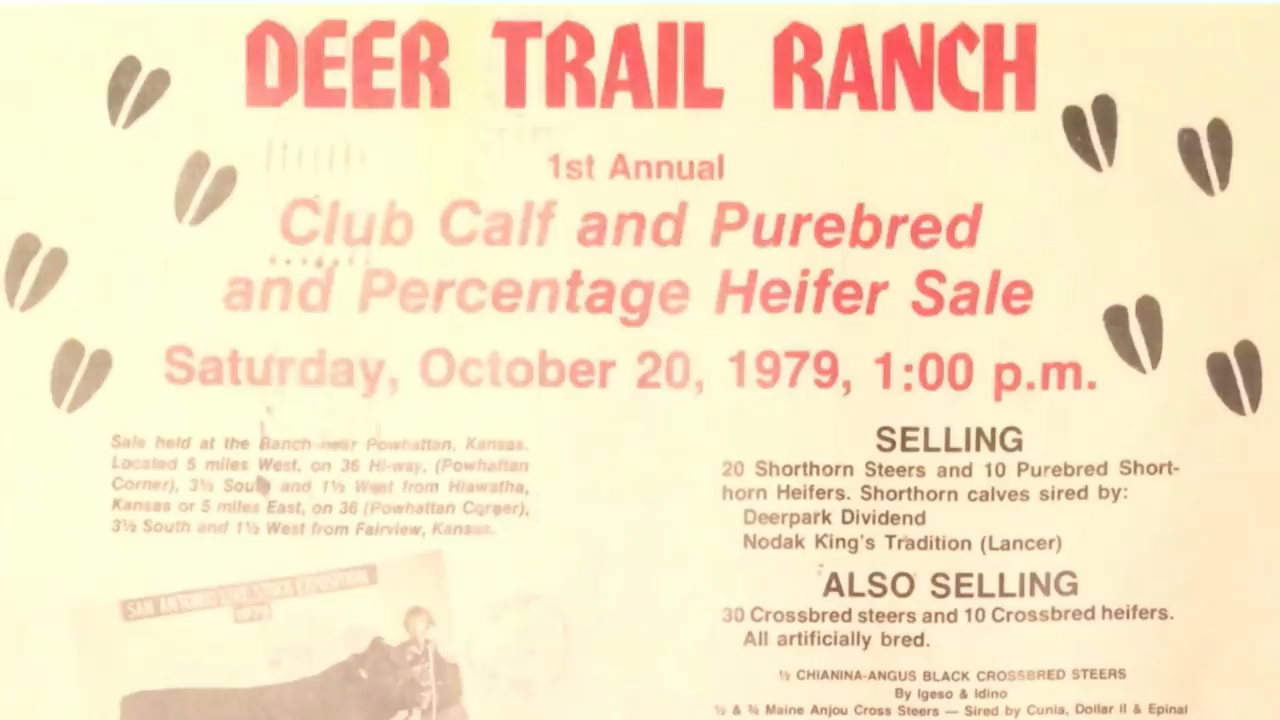 DEER TRAIL RANCH
1st Annual
Club Calf and Purebred
and Percentage Heifer Sale
Saturday, October 20, 1979, 1:00 p.m.
Sale held at the Ranch near Powhattan, Kansas.
Located 5 miles West, on 36 Hi-way, (Powhattan
Corner), 3½ South and 1½ West from Hiawatha,
Kansas or 5 miles East, on 36 (Powhattan Corner),
3½ South and 1½ West from Fairview, Kansas.
SAN ANTONIO LIVE STOCK EXPOSITION
1979
SELLING
20 Shorthorn Steers and 10 Purebred Short-
horn Heifers. Shorthorn calves sired by:
Deerpark Dividend
Nodak King's Tradition (Lancer)
ALSO SELLING
30 Crossbred steers and 10 Crossbred heifers.
All artificially bred.
½ CHIANINA-ANGUS BLACK CROSSBRED STEERS
By Igeso & Idino
½ & ¾ Maine Anjou Cross Steers — Sired by Cunia, Dollar II & Epinal